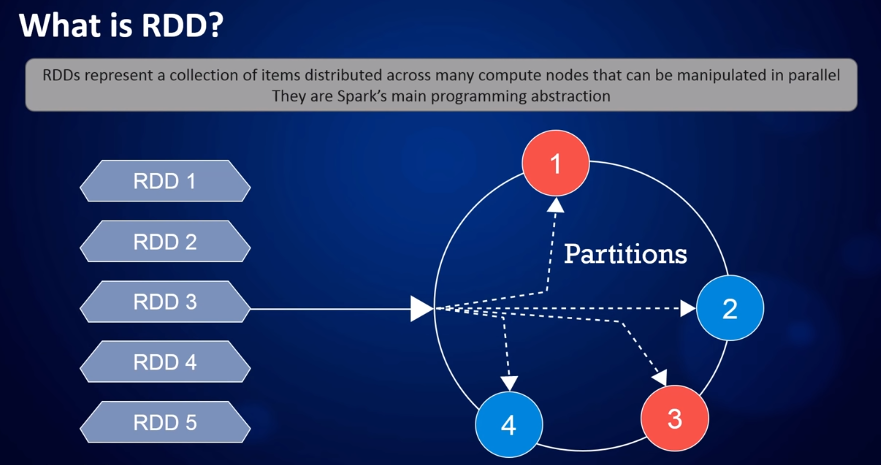 What is RDD?
RDDs represent a collection of items distributed across many compute nodes that can be manipulated in parallel
They are Spark's main programming abstraction
RDD 1
RDD 2
RDD 3
RDD 4
RDD 5
1
Partitions
2
3
4